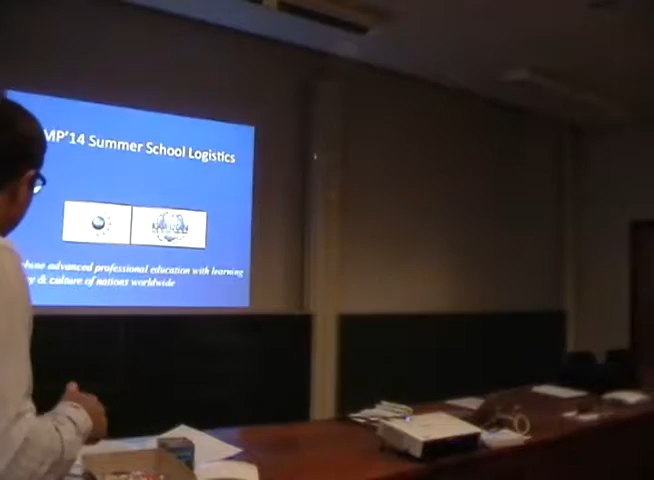 MP'14 Summer School Logistics
advanced professional education with learning
y & culture of nations worldwide